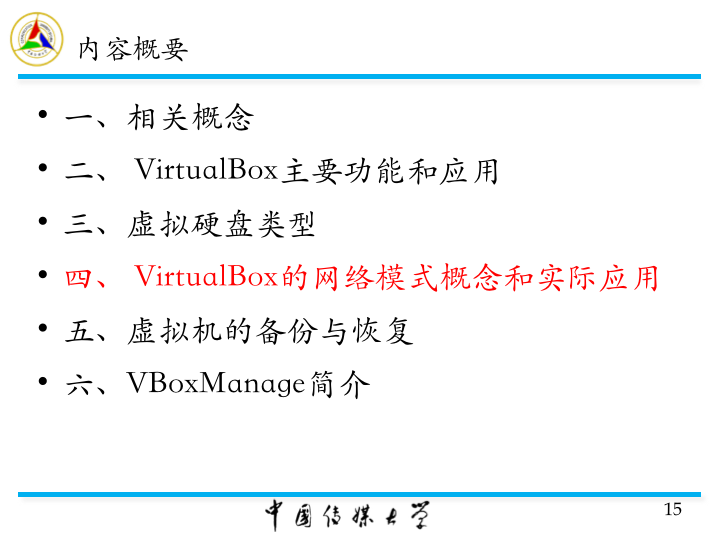 内容概要
• 一、相关概念
• 二、 VirtualBox主要功能和应用
• 三、虚拟硬盘类型
• 四、 VirtualBox的网络模式概念和实际应用
• 五、虚拟机的备份与恢复
• 六、VBoxManage简介
中国传媒大学
15